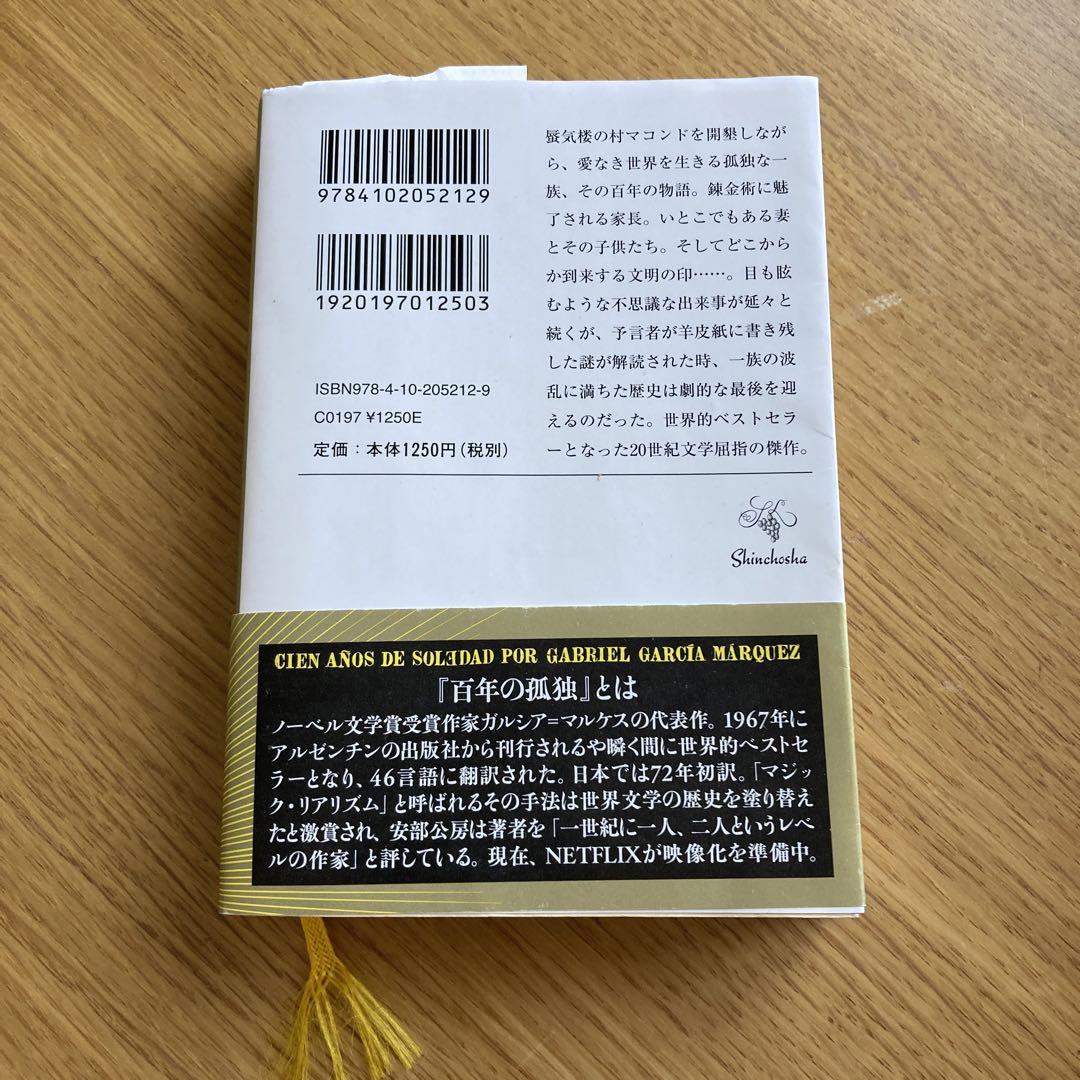 9784102052129
1920197012503
ISBN978-4-10-205212-9
C0197 ¥1250E
定価：本体1250円（税別）
蜃気楼の村マコンドを開墾しなが
ら、愛なき世界を生きる孤独な一
族、その百年の物語。錬金術に魅
了される家長。いとこでもある妻
とその子供たち。そしてどこから
か到来する文明の印……。目も眩
むような不思議な出来事が延々と
続くが、予言者が羊皮紙に書き残
した謎が解読された時、一族の波
乱に満ちた歴史は劇的な最後を迎
えるのだった。世界的ベストセラ
ーとなった20世紀文学屈指の傑作。
Shinchosha
CIEN AÑOS DE SOLEDAD POR GABRIEL GARCÍA MÁRQUEZ
『百年の孤独』とは
ノーベル文学賞受賞作家ガルシア=マルケスの代表作。1967年に
アルゼンチンの出版社から刊行されるや瞬く間に世界的ベストセ
ラーとなり、46言語に翻訳された。日本では72年初訳。「マジッ
ク・リアリズム」と呼ばれるその手法は世界文学の歴史を塗り替え
たと激賞され、安部公房は著者を「一世紀に一人、二人というレベ
ルの作家」と評している。現在、NETFLIXが映像化を準備中。